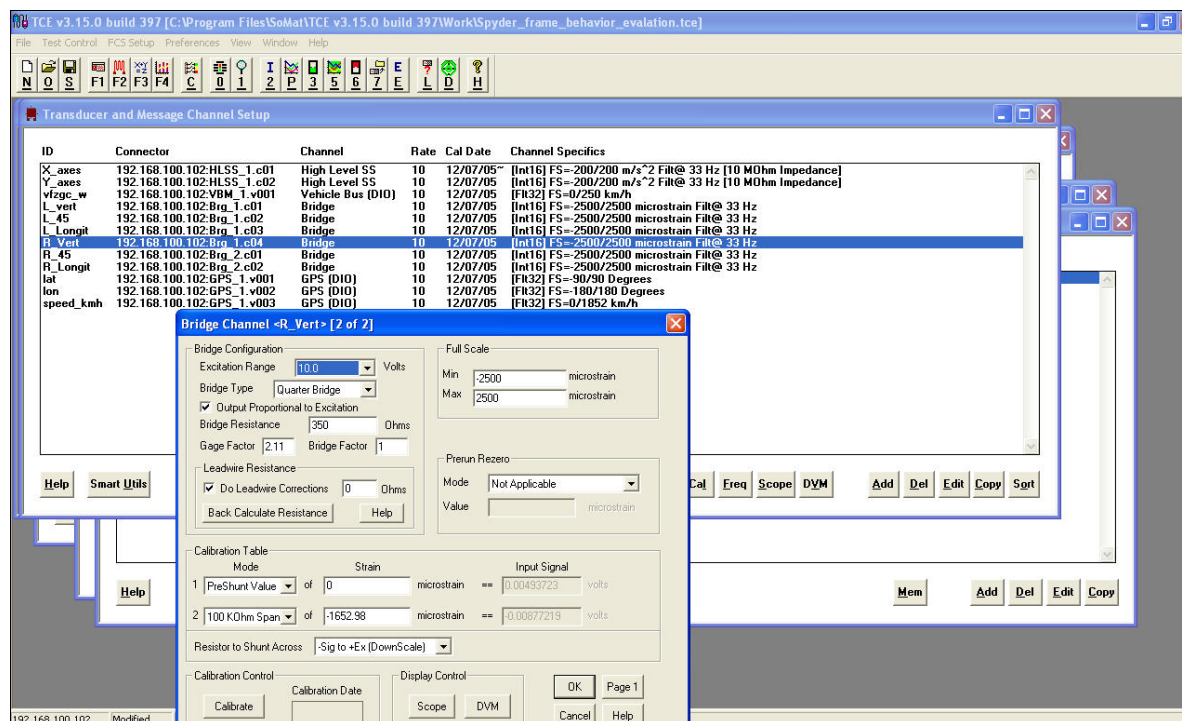 TCE v3.15.0 build 397 [C:\Program Files\SoMat\TCE v3.15.0 build 397\Work\Spyder_frame_behavior_evalation.tce]
File Test Control FCS Setup Preferences View Window Help
N O S F1 F2 F3 F4 C 0 1 2 P 3 5 6 7 E L D H
Transducer and Message Channel Setup
ID Connector Channel Rate Cal Date Channel Specifics
X_axes 192.168.100.102:HLSS_1.c01 High Level SS 10 12/07/05~ [Int16] FS=-200/200 m/s^2 Filt@ 33 Hz [10 MOhm Impedance]
Y_axes 192.168.100.102:HLSS_1.c02 High Level SS 10 12/07/05 [Int16] FS=-200/200 m/s^2 Filt@ 33 Hz [10 MOhm Impedance]
vfzgc_w 192.168.100.102:VBM_1.v001 Vehicle Bus (DIO) 10 12/07/05 [Flt32] FS=0/250 km/h
L_vert 192.168.100.102:Brg_1.c01 Bridge 10 12/07/05 [Int16] FS=-2500/2500 microstrain Filt@ 33 Hz
L_45 192.168.100.102:Brg_1.c02 Bridge 10 12/07/05 [Int16] FS=-2500/2500 microstrain Filt@ 33 Hz
L_Longit 192.168.100.102:Brg_1.c03 Bridge 10 12/07/05 [Int16] FS=-2500/2500 microstrain Filt@ 33 Hz
R_Vert 192.168.100.102:Brg_1.c04 Bridge 10 12/07/05 [Int16] FS=-2500/2500 microstrain Filt@ 33 Hz
R_45 192.168.100.102:Brg_2.c01 Bridge 10 12/07/05 [Int16] FS=-2500/2500 microstrain Filt@ 33 Hz
R_Longit 192.168.100.102:Brg_2.c02 Bridge 10 12/07/05 [Int16] FS=-2500/2500 microstrain Filt@ 33 Hz
lat 192.168.100.102:GPS_1.v001 GPS (DIO) 10 12/07/05 [Flt32] FS=-90/90 Degrees
lon 192.168.100.102:GPS_1.v002 GPS (DIO) 10 12/07/05 [Flt32] FS=-180/180 Degrees
speed_kmh 192.168.100.102:GPS_1.v003 GPS (DIO) 10 12/07/05 [Flt32] FS=0/1852 km/h
Bridge Channel <R_Vert> [2 of 2]
Bridge Configuration
Excitation Range 10.0 Volts
Bridge Type Quarter Bridge
Output Proportional to Excitation
Bridge Resistance 350 Ohms
Gage Factor 2.11 Bridge Factor 1
Leadwire Resistance
Do Leadwire Corrections 0 Ohms
Back Calculate Resistance Help
Full Scale
Min -2500 microstrain
Max 2500 microstrain
Prerun Rezero
Mode Not Applicable
Value microstrain
Calibration Table
Mode Strain Input Signal
1 PreShunt Value of 0 microstrain == 0.00493723 volts
2 100 KOhm Span of -1652.98 microstrain == -0.00877219 volts
Resistor to Shunt Across -Sig to +Ex (DownScale)
Calibration Control
Calibration Date
Calibrate
Display Control
Scope DVM
OK Page 1
Cancel Help
Help Smart Utils Cal Freq Scope DVM Add Del Edit Copy Sort
Help Mem Add Del Edit Copy
192.168.100.102 Modified